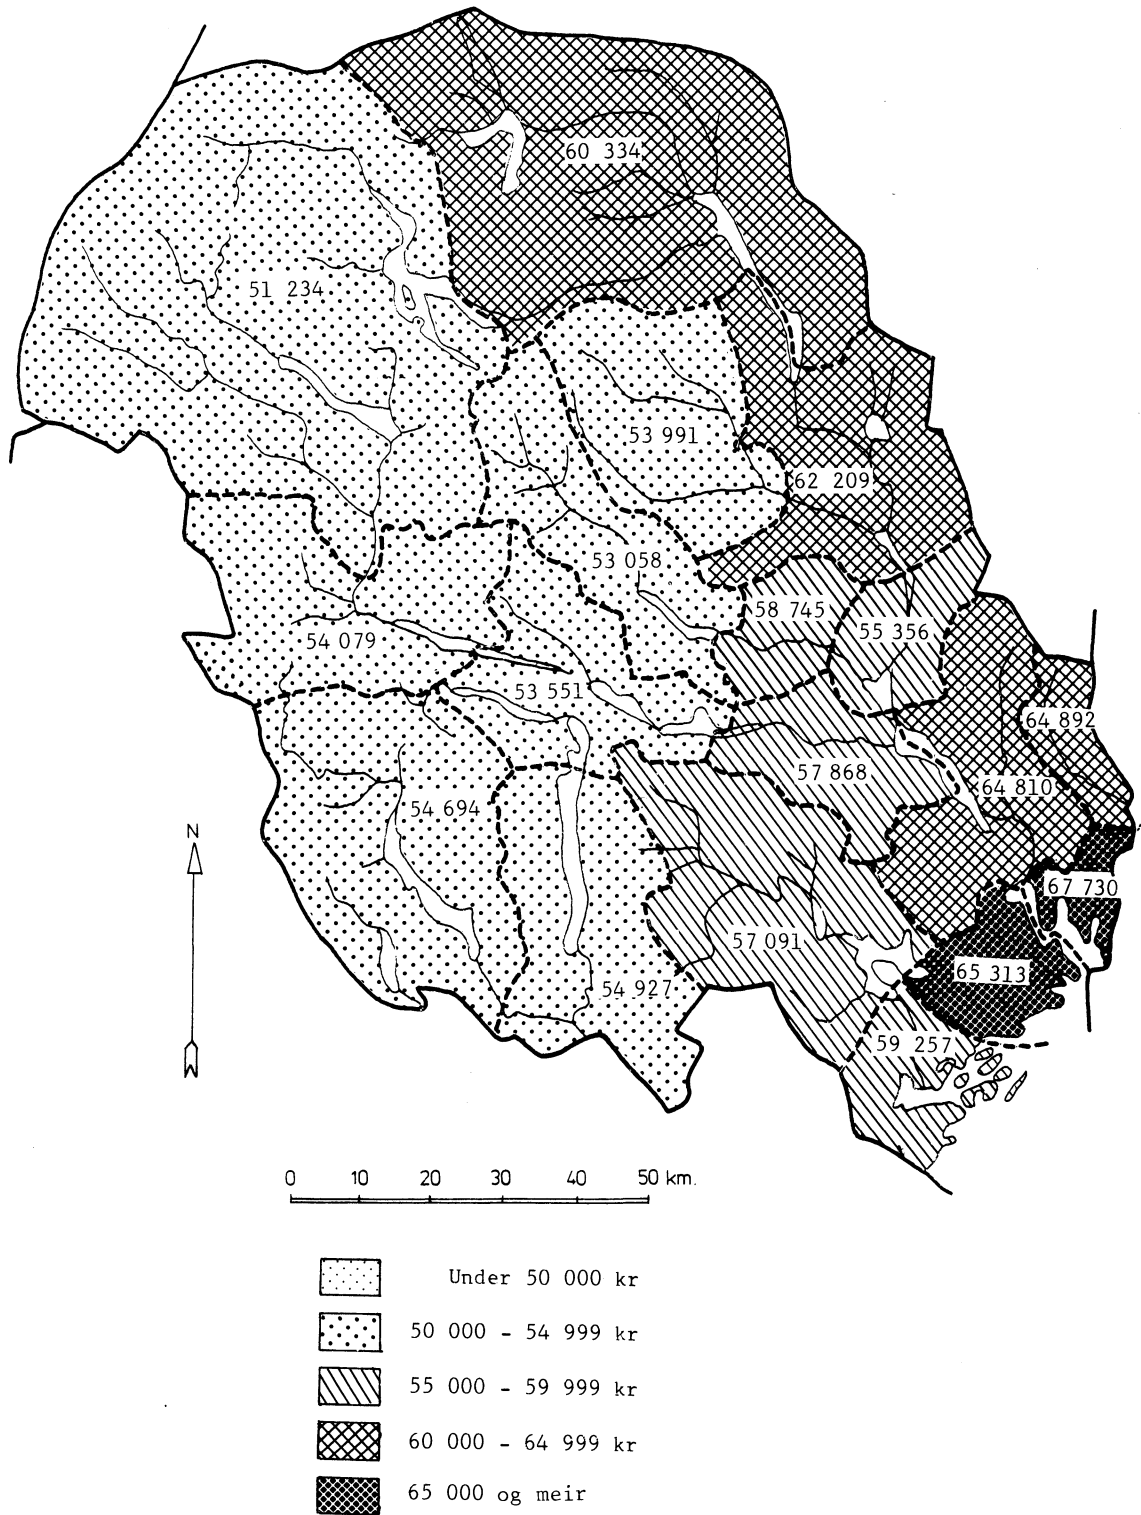 60 334
51 234
53 991
62 209
53 058
58 745
55 356
54 079
53 551
64 892
57 868
64 810
54 694
67 730
57 091
65 313
54 927
59 257
N
0 10 20 30 40 50 km.
Under 50 000 kr
50 000 - 54 999 kr
55 000 - 59 999 kr
60 000 - 64 999 kr
65 000 og meir